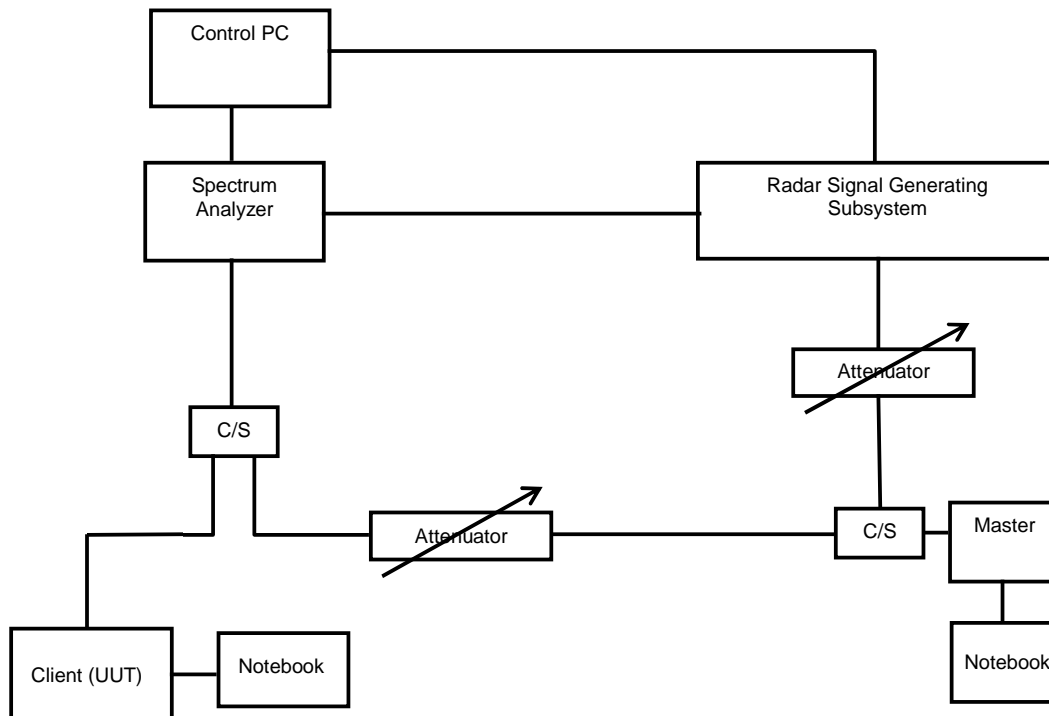 Control PC
Spectrum
Analyzer
Radar Signal Generating
Subsystem
Attenuator
C/S
Attenuator
C/S
Master
Client (UUT)
Notebook
Notebook